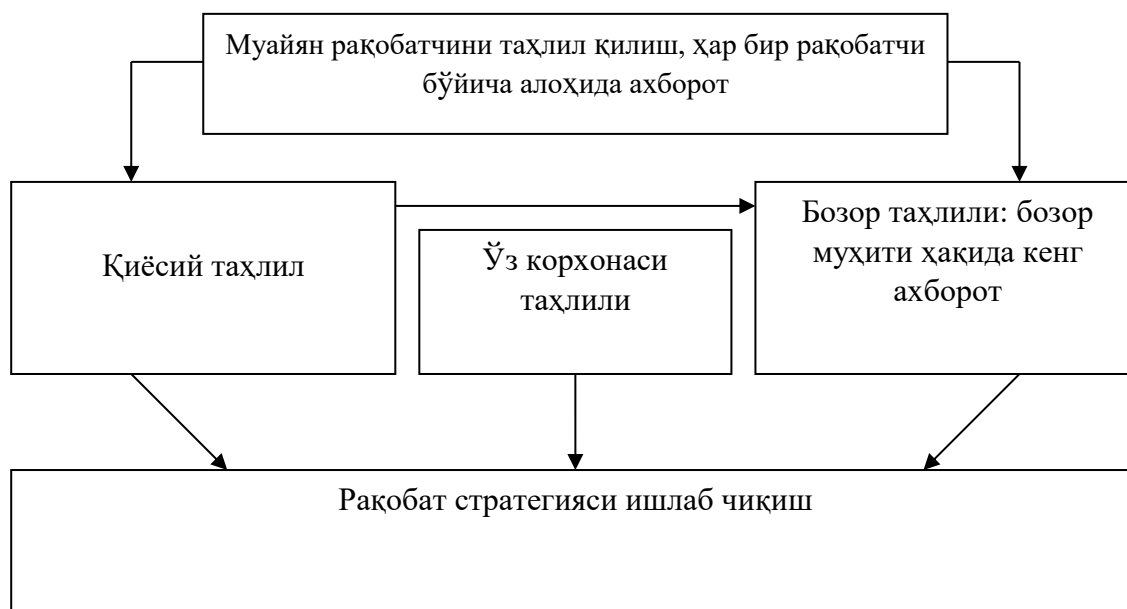 Муайян рақобатчини таҳлил қилиш, ҳар бир рақобатчи
бўйича алоҳида ахборот
Қиёсий таҳлил
Ўз корхонаси
таҳлили
Бозор таҳлили: бозор
муҳити ҳақида кенг
ахборот
Рақобат стратегияси ишлаб чиқиш